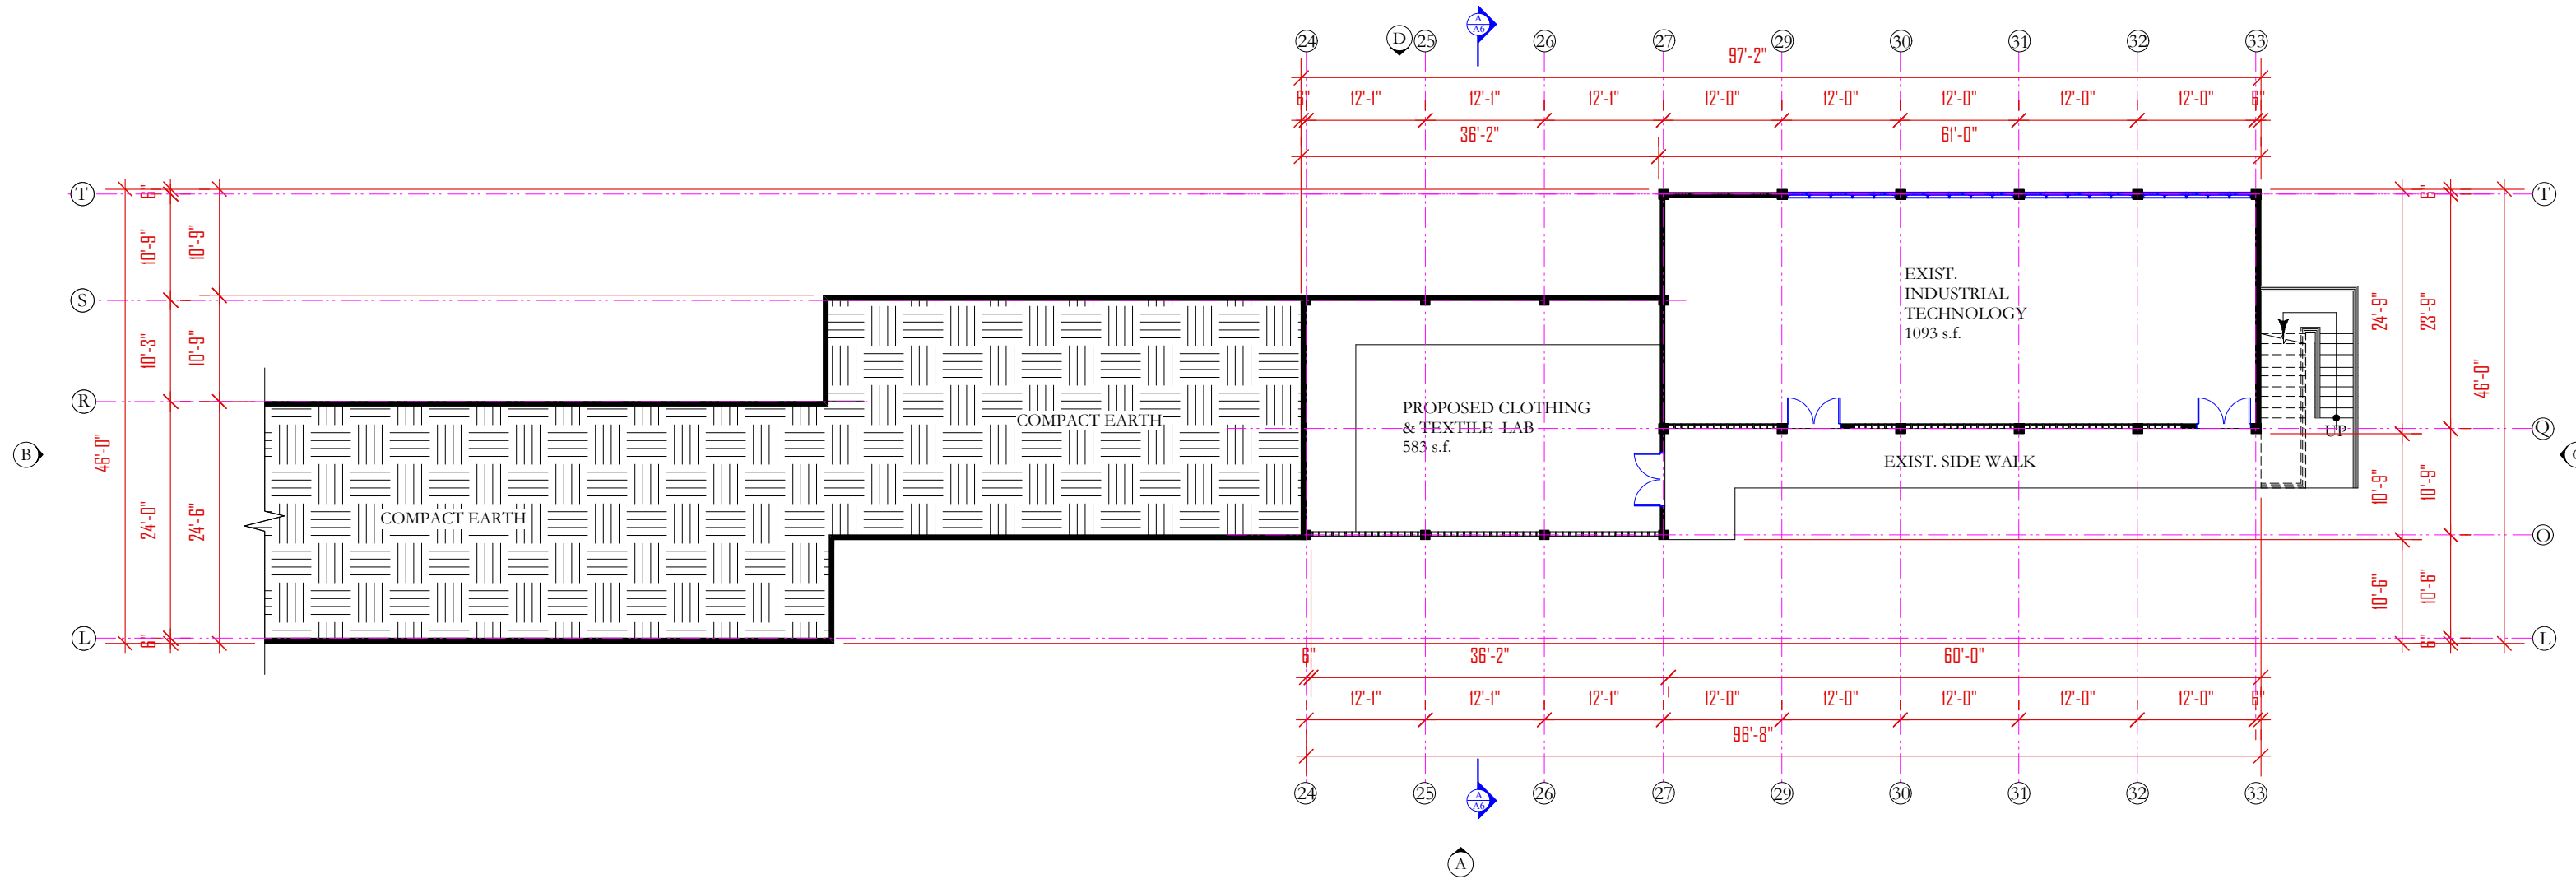 A
A6
24
D
25
26
27
29
30
31
32
33
97'-2"
6"
12'-1"
12'-1"
12'-1"
12'-0"
12'-0"
12'-0"
12'-0"
12'-0"
6"
36'-2"
61'-0"
T
6"
6"
T
10'-9"
10'-9"
S
10'-3"
10'-9"
R
EXIST.
INDUSTRIAL
TECHNOLOGY
1093 s.f.
24'-9"
23'-9"
46'-0"
PROPOSED CLOTHING
& TEXTILE LAB
583 s.f.
COMPACT EARTH
UP
Q
B
46'-0"
EXIST. SIDE WALK
10'-9"
10'-9"
24'-0"
24'-6"
COMPACT EARTH
O
10'-6"
10'-6"
L
6"
6"
L
6"
36'-2"
60'-0"
12'-1"
12'-1"
12'-1"
12'-0"
12'-0"
12'-0"
12'-0"
12'-0"
6"
96'-8"
24
25
A
A6
26
27
29
30
31
32
33
A